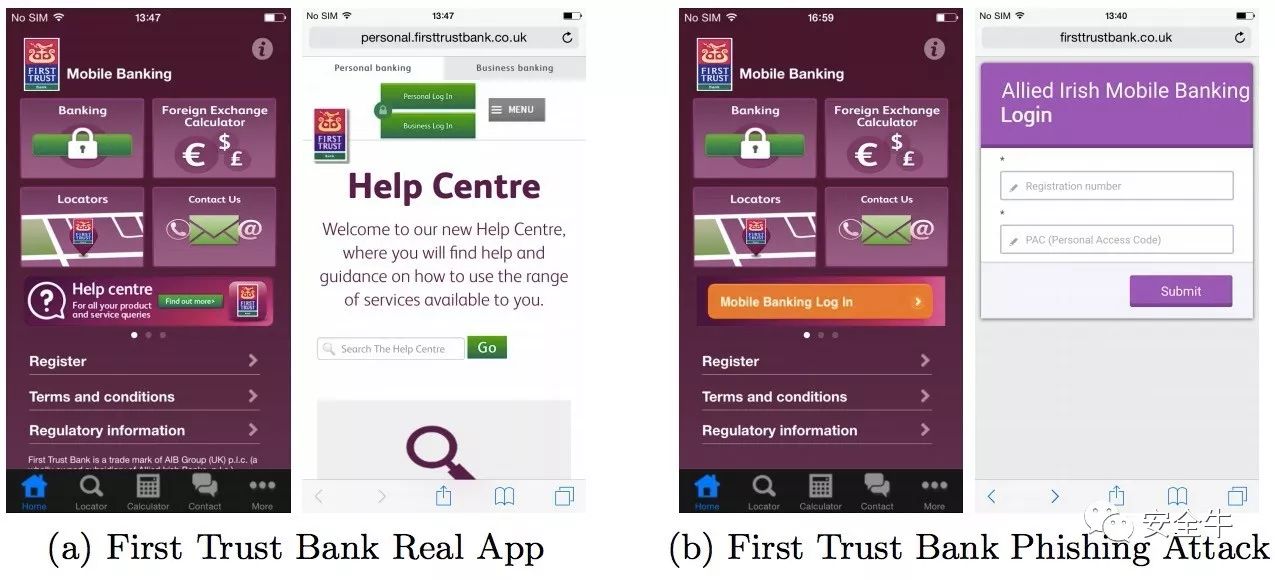 No SIM 13:47
FIRST
TRUST
Bank
Mobile Banking
Banking
Foreign Exchange
Calculator
€ $ £
Locators
Contact Us
@
Help centre
For all your product
and service queries
Find out more>
Register
Terms and conditions
Regulatory information
First Trust Bank is a trade mark of AIB Group (UK) p.l.c. (a
Home Locator Calculator Contact More
No SIM 13:47
personal.firsttrustbank.co.uk
Personal banking Business banking
Personal Log In
Business Log In
MENU
FIRST
TRUST
Bank
Help Centre
Welcome to our new Help Centre,
where you will find help and
guidance on how to use the range
of services available to you.
Search The Help Centre Go
(a) First Trust Bank Real App
No SIM 16:59
FIRST
TRUST
Bank
Mobile Banking
Banking
Foreign Exchange
Calculator
€ $ £
Locators
Contact Us
@
Mobile Banking Log In
Register
Terms and conditions
Regulatory information
Home Locator Calculator Contact More
No SIM 13:40
firsttrustbank.co.uk
Allied Irish Mobile Banking
Login
*
Registration number
*
PAC (Personal Access Code)
Submit
安全牛
(b) First Trust Bank Phishing Attack